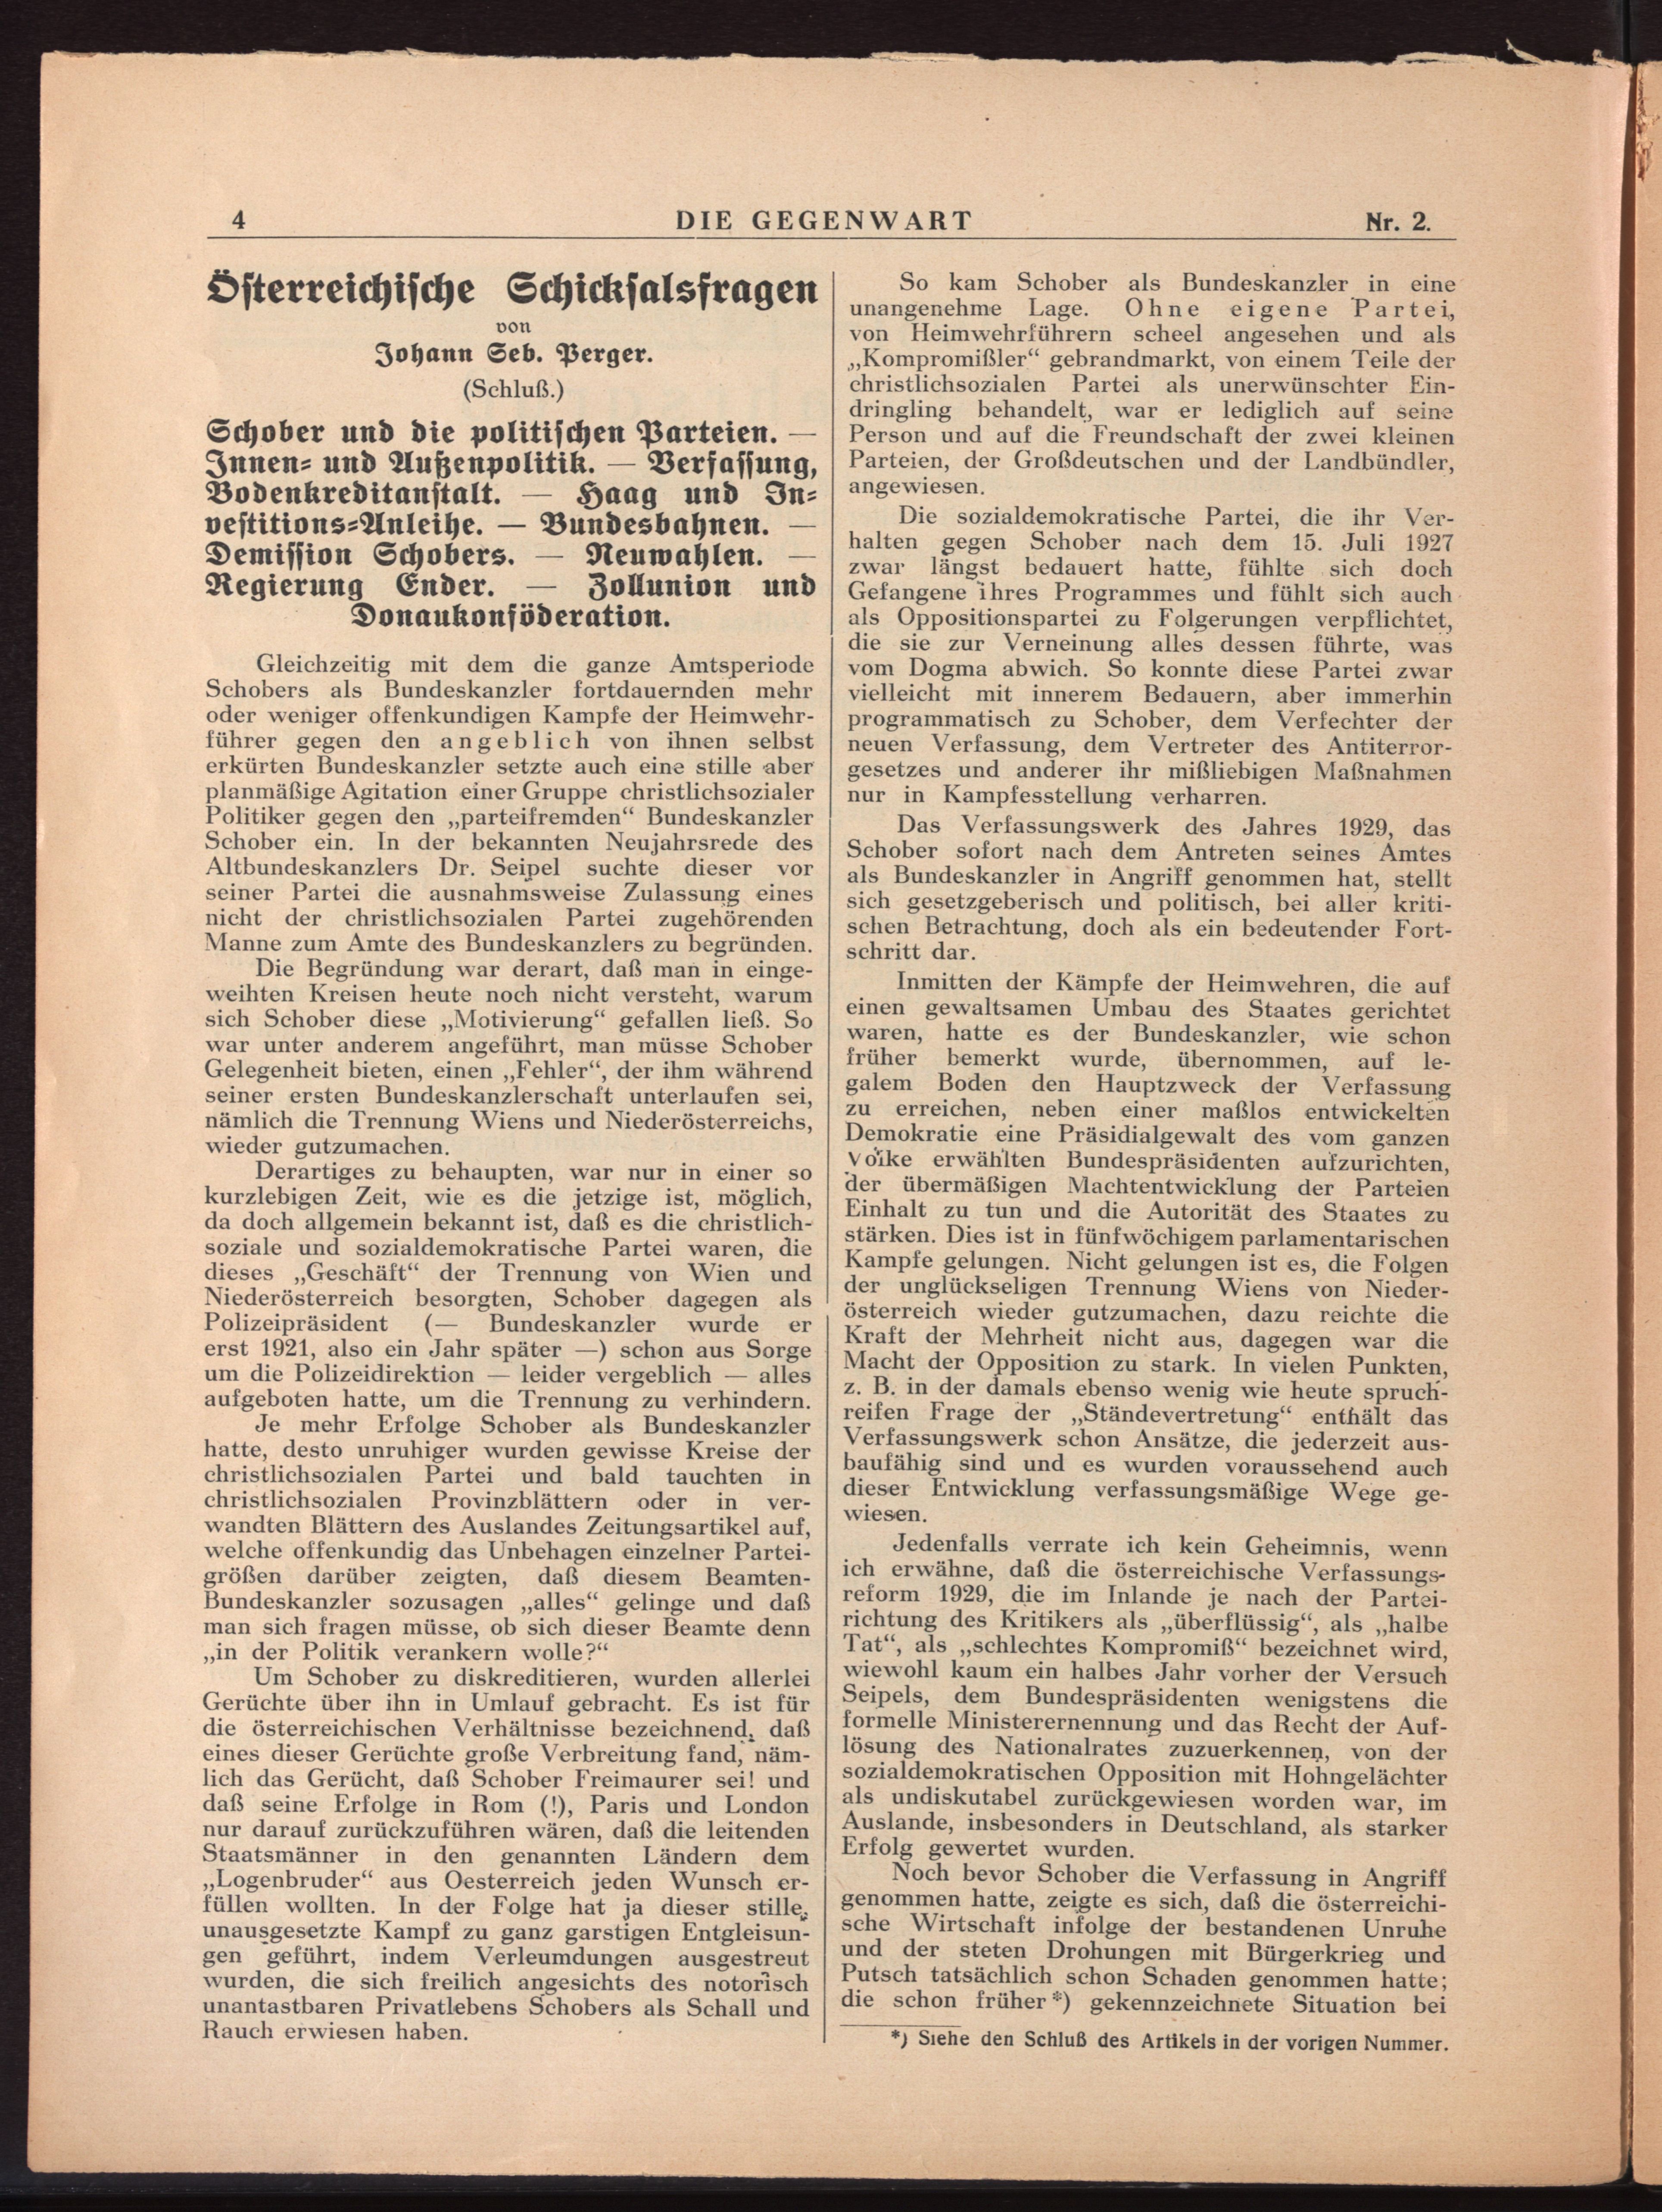 4
DIE GEGENWART
Nr. 2.
Österreichische Schicksalsfragen
von
Johann Seb. Perger.
(Schluß.)
Schober und die politischen Parteien. —
Innen- und Außenpolitik. — Verfassung,
Bodenkreditanstalt. — Haag und In-
vestitions-Anleihe. — Bundesbahnen. —
Demission Schobers. — Neuwahlen. —
Regierung Ender. — Zollunion und
Donaukonföderation.
Gleichzeitig mit dem die ganze Amtsperiode
Schobers als Bundeskanzler fortdauernden mehr
oder weniger offenkundigen Kampfe der Heimwehr-
führer gegen den angeblich von ihnen selbst
erkürten Bundeskanzler setzte auch eine stille aber
planmäßige Agitation einer Gruppe christlichsozialer
Politiker gegen den „parteifremden“ Bundeskanzler
Schober ein. In der bekannten Neujahrsrede des
Altbundeskanzlers Dr. Seipel suchte dieser vor
seiner Partei die ausnahmsweise Zulassung eines
nicht der christlichsozialen Partei zugehörenden
Manne zum Amte des Bundeskanzlers zu begründen.
Die Begründung war derart, daß man in einge-
weihten Kreisen heute noch nicht versteht, warum
sich Schober diese „Motivierung“ gefallen ließ. So
war unter anderem angeführt, man müsse Schober
Gelegenheit bieten, einen „Fehler“, der ihm während
seiner ersten Bundeskanzlerschaft unterlaufen sei,
nämlich die Trennung Wiens und Niederösterreichs,
wieder gutzumachen.
Derartiges zu behaupten, war nur in einer so
kurzlebigen Zeit, wie es die jetzige ist, möglich,
da doch allgemein bekannt ist, daß es die christlich-
soziale und sozialdemokratische Partei waren, die
dieses „Geschäft“ der Trennung von Wien und
Niederösterreich besorgten, Schober dagegen als
Polizeipräsident (— Bundeskanzler wurde er
erst 1921, also ein Jahr später —) schon aus Sorge
um die Polizeidirektion — leider vergeblich — alles
aufgeboten hatte, um die Trennung zu verhindern.
Je mehr Erfolge Schober als Bundeskanzler
hatte, desto unruhiger wurden gewisse Kreise der
christlichsozialen Partei und bald tauchten in
christlichsozialen Provinzblättern oder in ver-
wandten Blättern des Auslandes Zeitungsartikel auf,
welche offenkundig das Unbehagen einzelner Partei-
größen darüber zeigten, daß diesem Beamten-
Bundeskanzler sozusagen „alles“ gelinge und daß
man sich fragen müsse, ob sich dieser Beamte denn
„in der Politik verankern wolle?“
Um Schober zu diskreditieren, wurden allerlei
Gerüchte über ihn in Umlauf gebracht. Es ist für
die österreichischen Verhältnisse bezeichnend, daß
eines dieser Gerüchte große Verbreitung fand, näm-
lich das Gerücht, daß Schober Freimaurer sei! und
daß seine Erfolge in Rom (!), Paris und London
nur darauf zurückzuführen wären, daß die leitenden
Staatsmänner in den genannten Ländern dem
„Logenbruder“ aus Oesterreich jeden Wunsch er-
füllen wollten. In der Folge hat ja dieser stille,
unausgesetzte Kampf zu ganz garstigen Entgleisun-
gen geführt, indem Verleumdungen ausgestreut
wurden, die sich freilich angesichts des notorisch
unantastbaren Privatlebens Schobers als Schall und
Rauch erwiesen haben.
So kam Schober als Bundeskanzler in eine
unangenehme Lage. Ohne eigene Partei,
von Heimwehrführern scheel angesehen und als
„Kompromißler“ gebrandmarkt, von einem Teile der
christlichsozialen Partei als unerwünschter Ein-
dringling behandelt, war er lediglich auf seine
Person und auf die Freundschaft der zwei kleinen
Parteien, der Großdeutschen und der Landbündler,
angewiesen.
Die sozialdemokratische Partei, die ihr Ver-
halten gegen Schober nach dem 15. Juli 1927
zwar längst bedauert hatte, fühlte sich doch
Gefangene ihres Programmes und fühlt sich auch
als Oppositionspartei zu Folgerungen verpflichtet,
die sie zur Verneinung alles dessen führte, was
vom Dogma abwich. So konnte diese Partei zwar
vielleicht mit innerem Bedauern, aber immerhin
programmatisch zu Schober, dem Verfechter der
neuen Verfassung, dem Vertreter des Antiterror-
gesetzes und anderer ihr mißliebigen Maßnahmen
nur in Kampfesstellung verharren.
Das Verfassungswerk des Jahres 1929, das
Schober sofort nach dem Antreten seines Amtes
als Bundeskanzler in Angriff genommen hat, stellt
sich gesetzgeberisch und politisch, bei aller kriti-
schen Betrachtung, doch als ein bedeutender Fort-
schritt dar.
Inmitten der Kämpfe der Heimwehren, die auf
einen gewaltsamen Umbau des Staates gerichtet
waren, hatte es der Bundeskanzler, wie schon
früher bemerkt wurde, übernommen, auf le-
galem Boden den Hauptzweck der Verfassung
zu erreichen, neben einer maßlos entwickelten
Demokratie eine Präsidialgewalt des vom ganzen
Volke erwählten Bundespräsidenten aufzurichten,
der übermäßigen Machtentwicklung der Parteien
Einhalt zu tun und die Autorität des Staates zu
stärken. Dies ist in fünfwöchigem parlamentarischen
Kampfe gelungen. Nicht gelungen ist es, die Folgen
der unglückseligen Trennung Wiens von Nieder-
österreich wieder gutzumachen, dazu reichte die
Kraft der Mehrheit nicht aus, dagegen war die
Macht der Opposition zu stark. In vielen Punkten,
z. B. in der damals ebenso wenig wie heute spruch-
reifen Frage der „Ständevertretung“ enthält das
Verfassungswerk schon Ansätze, die jederzeit aus-
baufähig sind und es wurden voraussehend auch
dieser Entwicklung verfassungsmäßige Wege ge-
wiesen.
Jedenfalls verrate ich kein Geheimnis, wenn
ich erwähne, daß die österreichische Verfassungs-
reform 1929, die im Inlande je nach der Partei-
richtung des Kritikers als „überflüssig“, als „halbe
Tat“, als „schlechtes Kompromiß“ bezeichnet wird,
wiewohl kaum ein halbes Jahr vorher der Versuch
Seipels, dem Bundespräsidenten wenigstens die
formelle Ministerernennung und das Recht der Auf-
lösung des Nationalrates zuzuerkennen, von der
sozialdemokratischen Opposition mit Hohngelächter
als undiskutabel zurückgewiesen worden war, im
Auslande, insbesonders in Deutschland, als starker
Erfolg gewertet wurden.
Noch bevor Schober die Verfassung in Angriff
genommen hatte, zeigte es sich, daß die österreichi-
sche Wirtschaft infolge der bestandenen Unruhe
und der steten Drohungen mit Bürgerkrieg und
Putsch tatsächlich schon Schaden genommen hatte;
die schon früher*) gekennzeichnete Situation bei
*) Siehe den Schluß des Artikels in der vorigen Nummer.